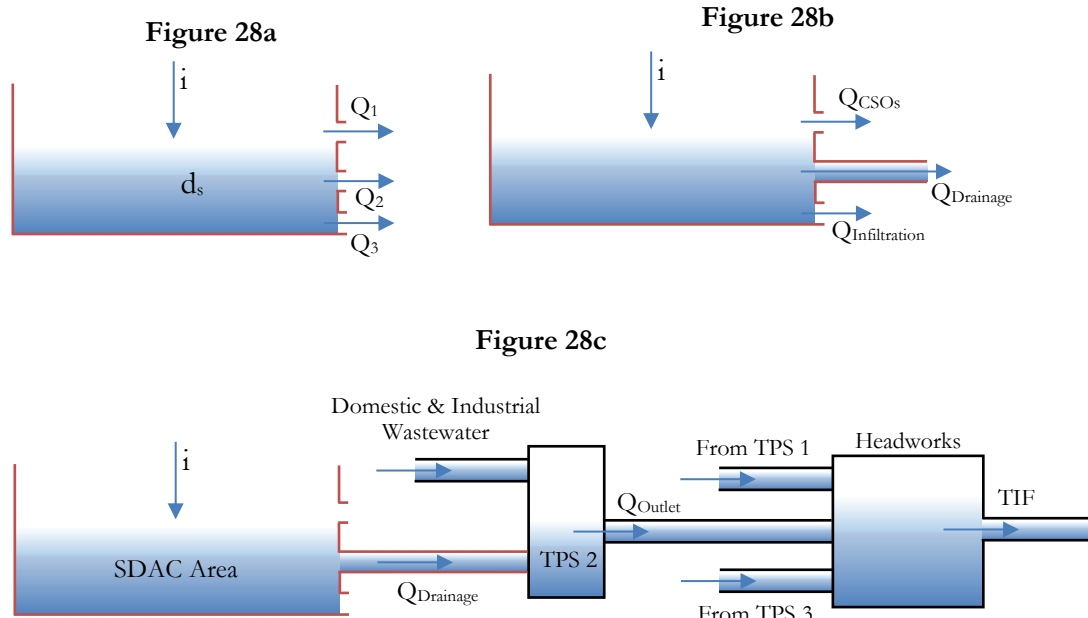 Figure 28a
i
Q1
ds
Q2
Q3
Figure 28b
i
QCSOs
QDrainage
QInfiltration
Figure 28c
Domestic & Industrial
Wastewater
i
From TPS 1
Headworks
QOutlet
TIF
TPS 2
SDAC Area
QDrainage
From TPS 3